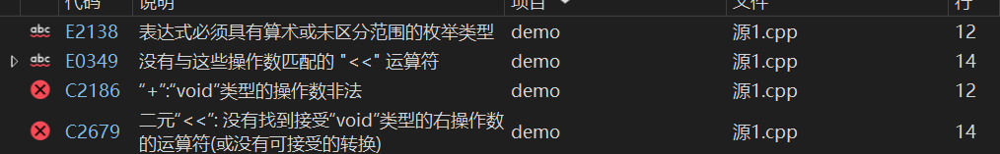 代码 说明 项目 文件 行
abc E2138 表达式必须具有算术或未区分范围的枚举类型 demo 源1.cpp 12
abc E0349 没有与这些操作数匹配的 "<<" 运算符 demo 源1.cpp 14
C2186 “+”:“void”类型的操作数非法 demo 源1.cpp 12
C2679 二元“<<”: 没有找到接受“void”类型的右操作数的运算符(或没有可接受的转换) demo 源1.cpp 14